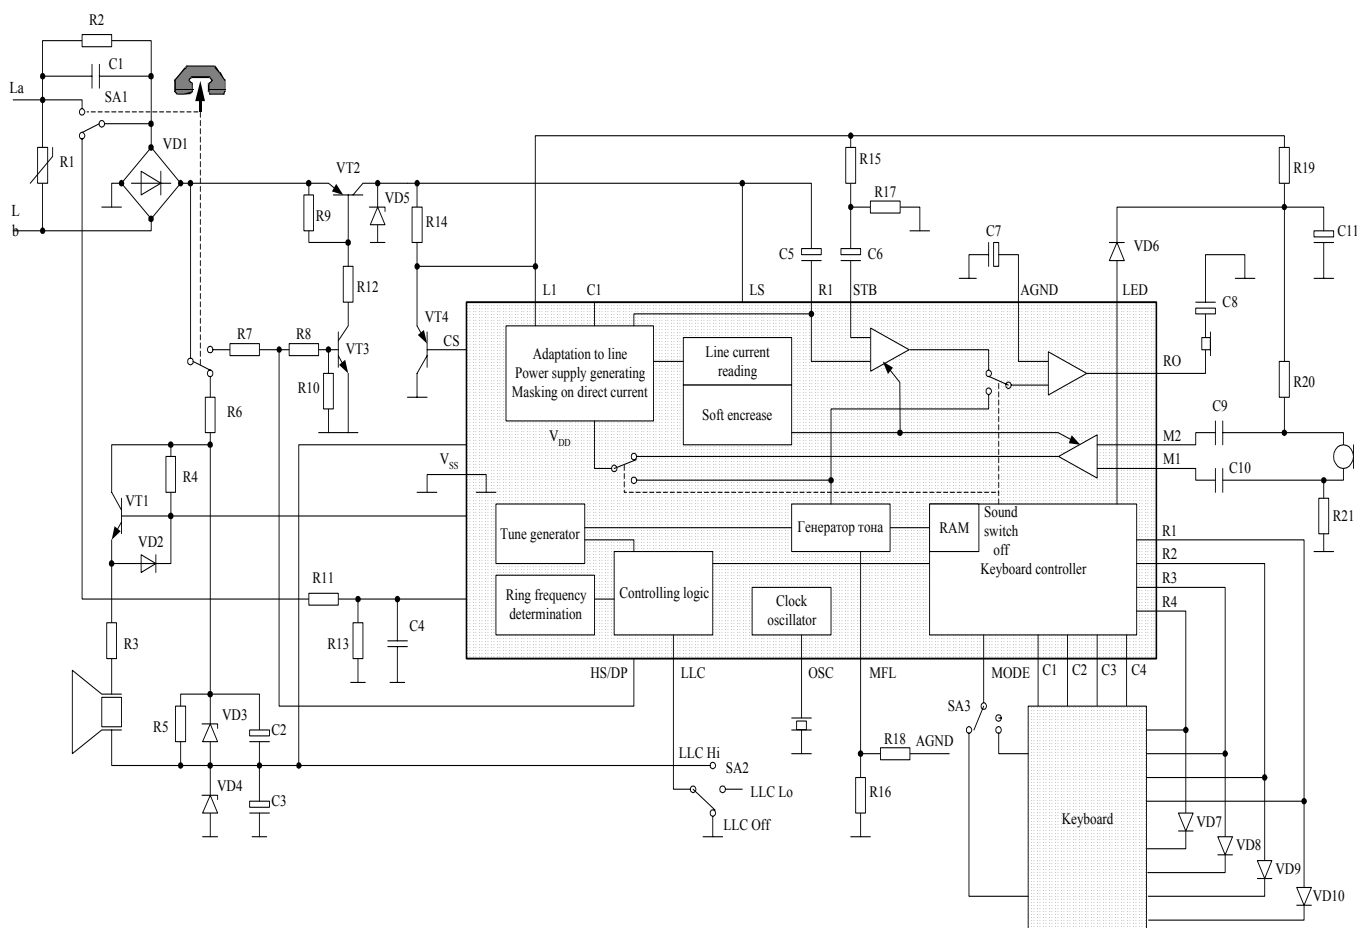 R2
C1
La
SA1
R1
VD1
L
b
VT2
R9
VD5
R14
R12
R7
R8
VT3
R10
R6
VT4
CS
R15
R17
R19
C5
C6
C7
VD6
C11
C8
L1
C1
LS
R1
STB
AGND
LED
RO
R20
Adaptation to line
Power supply generating
Masking on direct current
Line current
reading
Soft encrease
VDD
VSS
C9
M2
M1
C10
R21
R4
VT1
VD2
Tune generator
Генератор тона
RAM
Sound
switch
off
Keyboard controller
R1
R2
R3
R4
R11
R13
C4
Ring frequency
determination
Controlling logic
Clock
oscillator
R3
R5
VD3
C2
VD4
C3
HS/DP
LLC
OSC
MFL
MODE
C1
C2
C3
C4
SA3
R18
AGND
R16
LLC Hi
SA2
LLC Lo
LLC Off
Keyboard
VD7
VD8
VD9
VD10